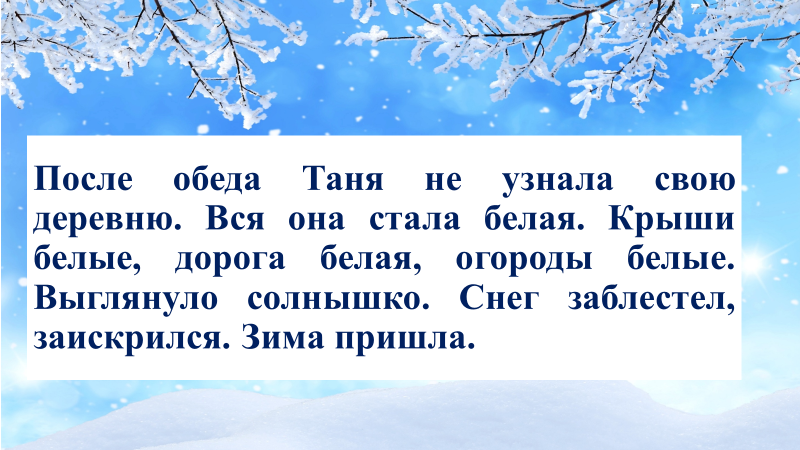 После обеда Таня не узнала свою
деревню. Вся она стала белая. Крыши
белые, дорога белая, огороды белые.
Выглянуло солнышко. Снег заблестел,
заискрился. Зима пришла.